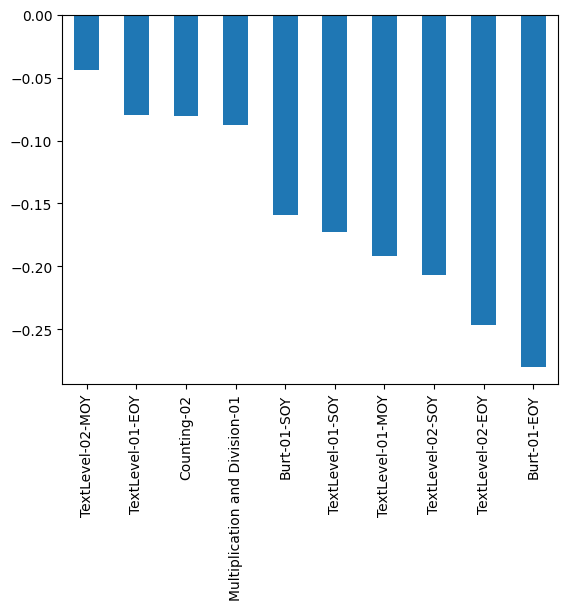 0.00
−0.05
−0.10
−0.15
−0.20
−0.25
TextLevel-02-MOY
TextLevel-01-EOY
Counting-02
Multiplication and Division-01
Burt-01-SOY
TextLevel-01-SOY
TextLevel-01-MOY
TextLevel-02-SOY
TextLevel-02-EOY
Burt-01-EOY